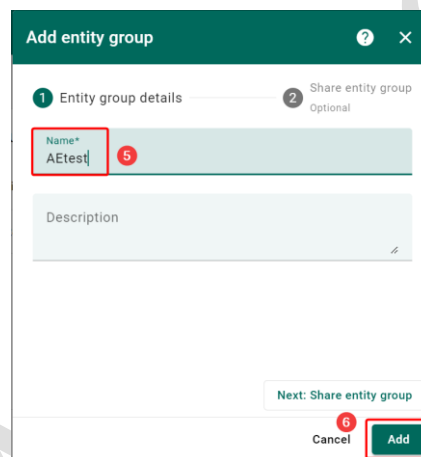 Add entity group
?
1 Entity group details
2 Share entity group
Optional
Name*
AEtest
5
Description
Next: Share entity group
6
Cancel
Add